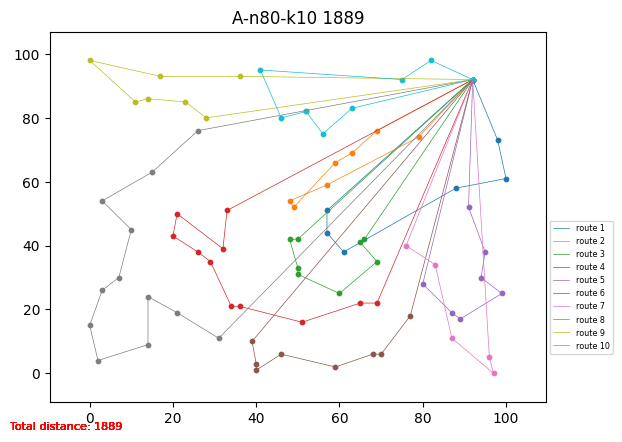 A-n80-k10 1889
100
80
60
40
20
0
0 20 40 60 80 100
route 1
route 2
route 3
route 4
route 5
route 6
route 7
route 8
route 9
route 10
Total distance: 1889